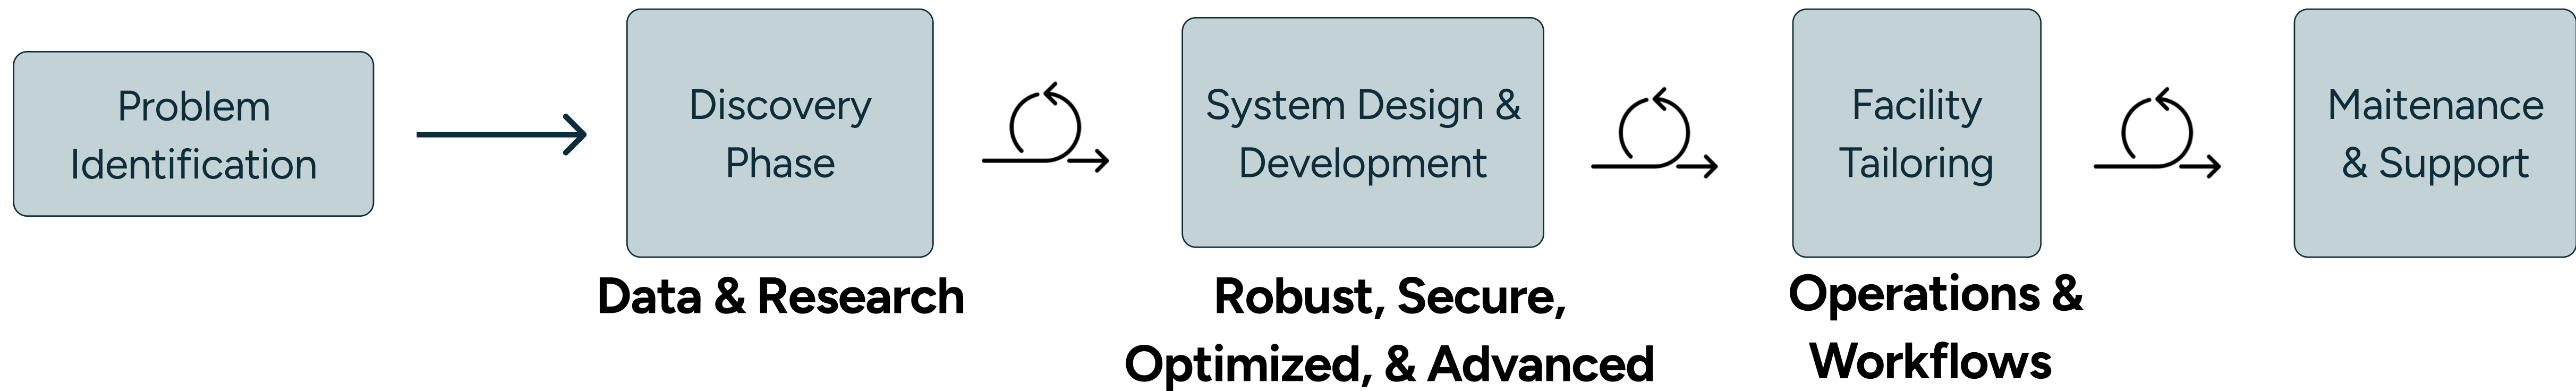 Problem
Identification
Discovery
Phase
System Design &
Development
Facility
Tailoring
Maitenance
& Support
Data & Research
Robust, Secure,
Optimized, & Advanced
Operations &
Workflows